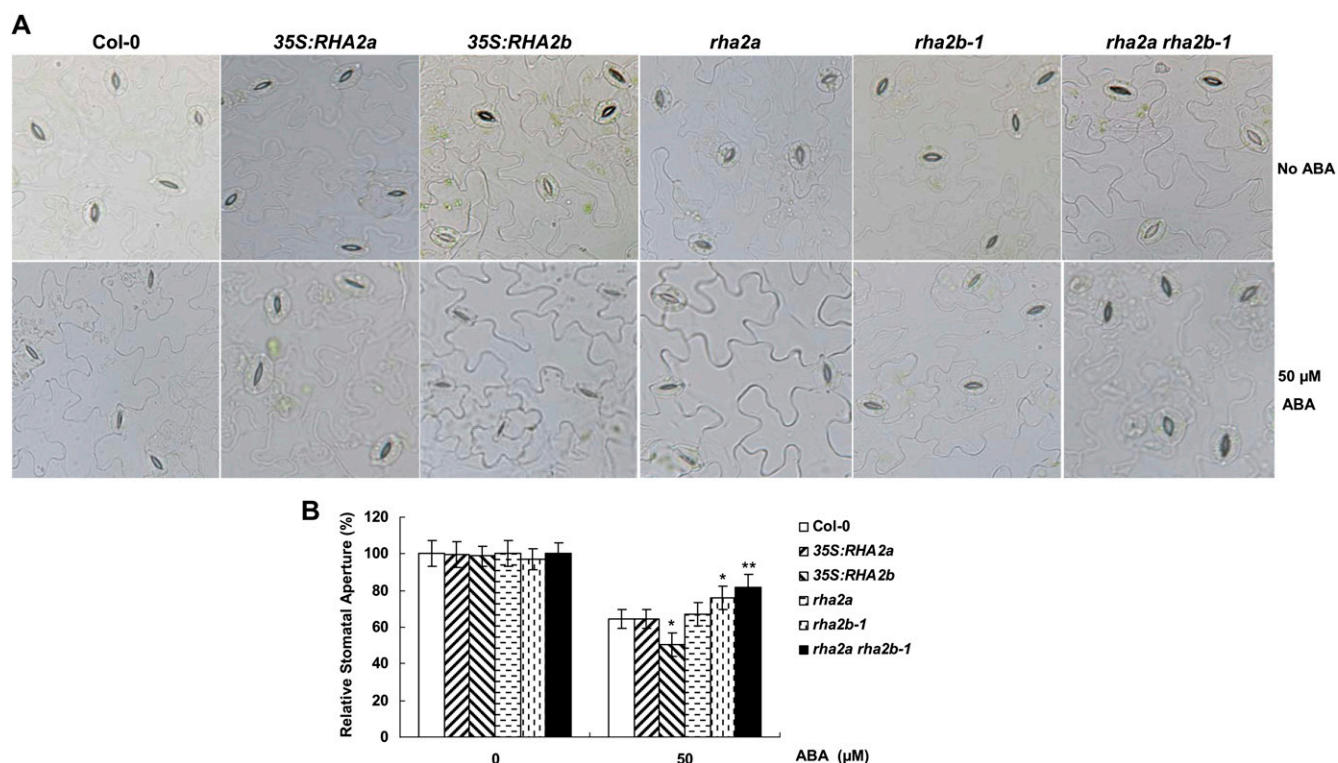 A
Col-0 35S:RHA2a 35S:RHA2b rha2a rha2b-1 rha2a rha2b-1
No ABA
50 µM
ABA
B
Relative Stomatal Aperture (%)
120
100
80
60
40
20
0
* * **
Col-0
35S:RHA2a
35S:RHA2b
rha2a
rha2b-1
rha2a rha2b-1
0 50 ABA (µM)